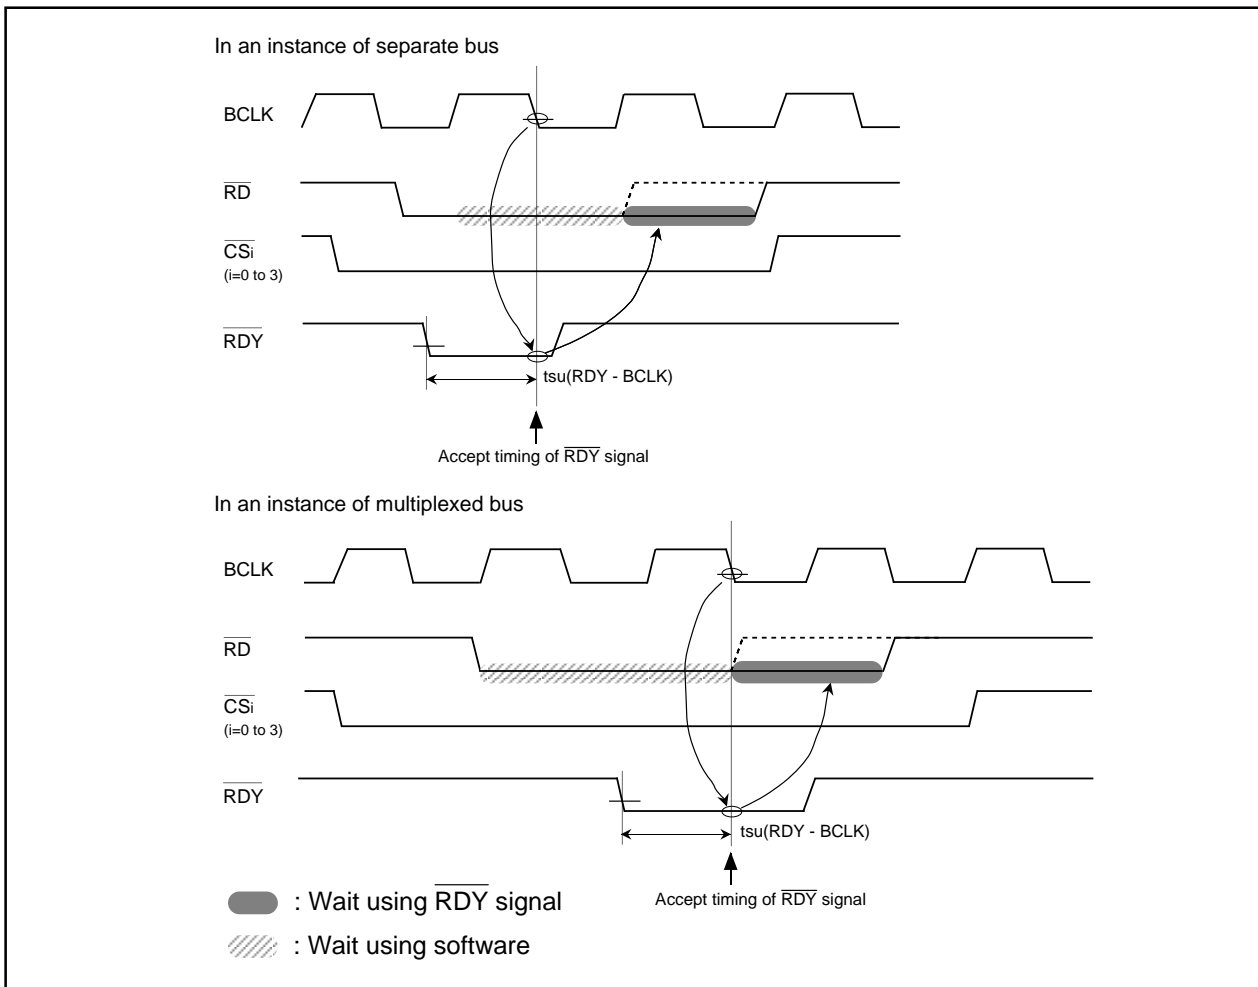 In an instance of separate bus
BCLK
RD
CSi
(i=0 to 3)
RDY
tsu(RDY - BCLK)
Accept timing of RDY signal
In an instance of multiplexed bus
BCLK
RD
CSi
(i=0 to 3)
RDY
tsu(RDY - BCLK)
Accept timing of RDY signal
: Wait using RDY signal
: Wait using software